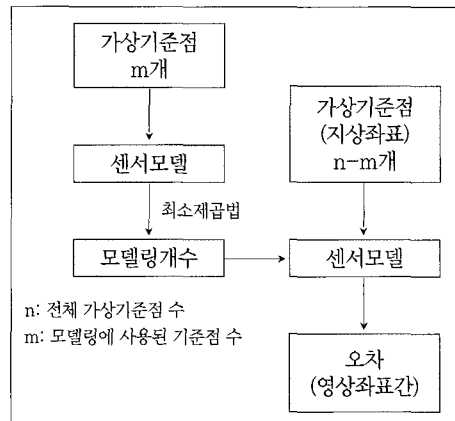 가상기준점
m개
가상기준점
(지상좌표)
n-m개
센서모델
최소제곱법
모델링개수
센서모델
n: 전체 가상기준점 수
m: 모델링에 사용된 기준점 수
오차
(영상좌표간)